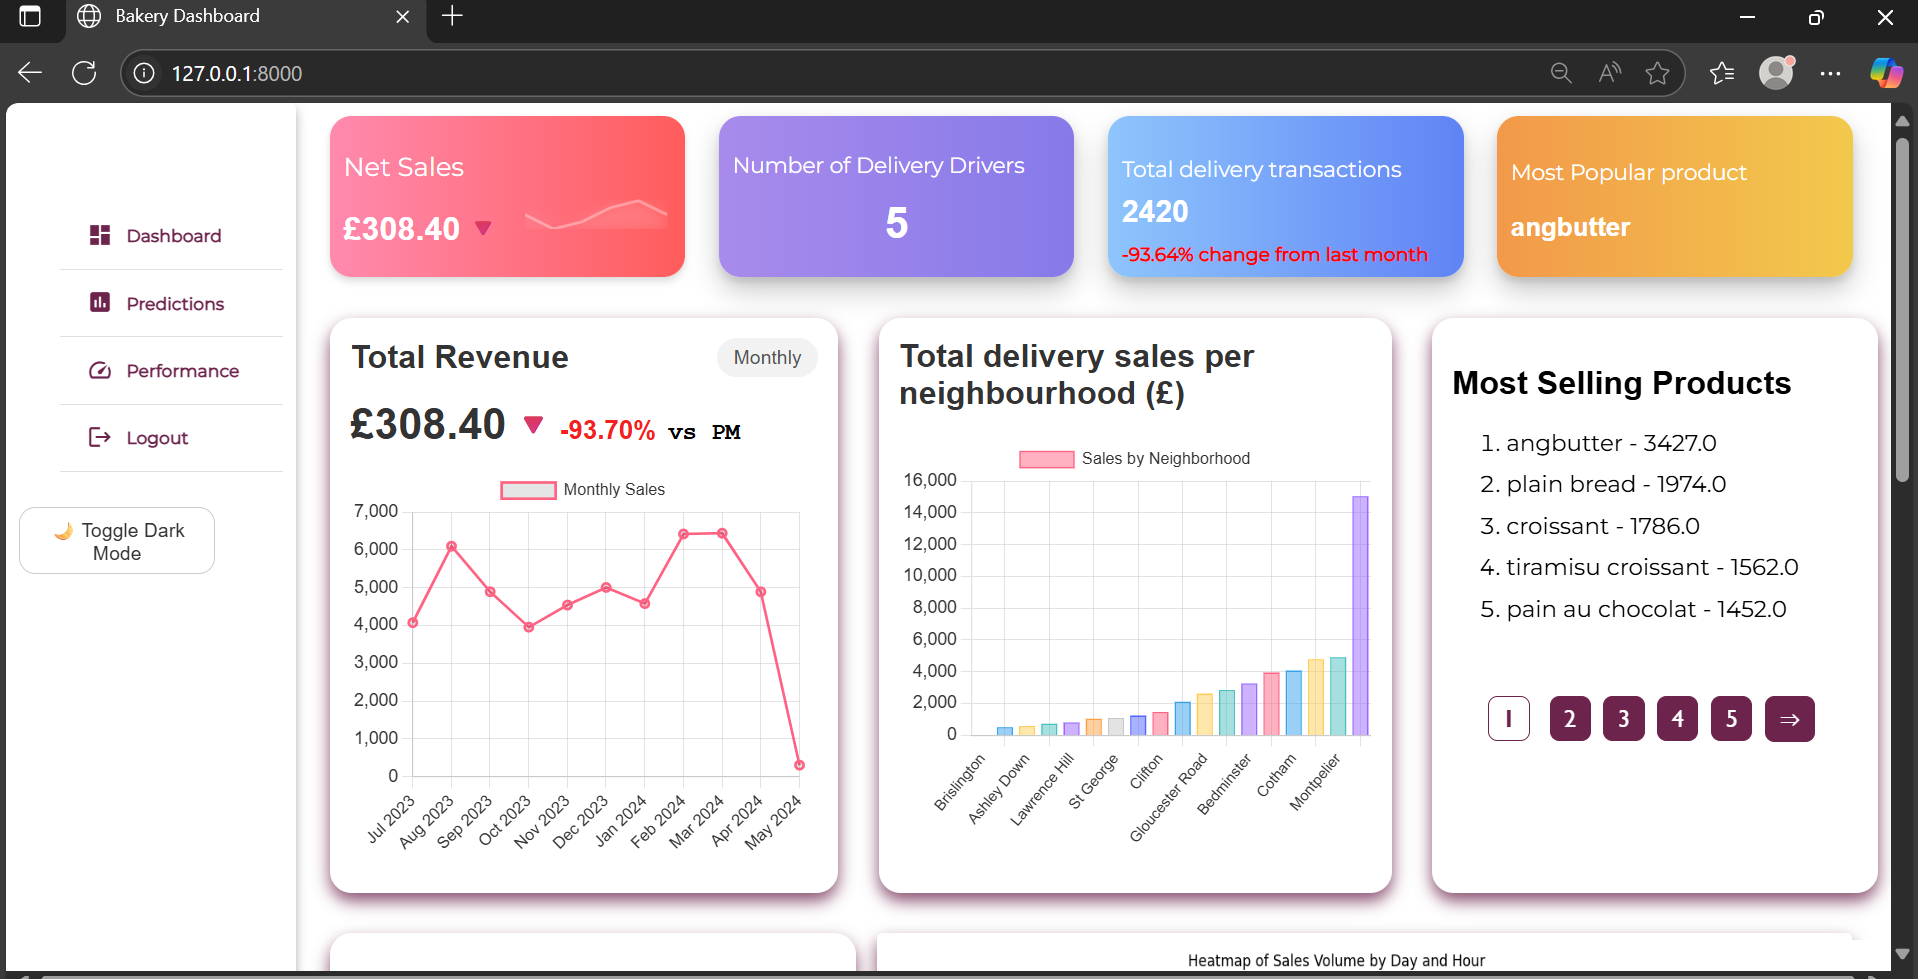 Bakery Dashboard
127.0.0.1:8000
Dashboard
Predictions
Performance
Logout
🌙 Toggle Dark
Mode
Net Sales
£308.40 ▼
Number of Delivery Drivers
5
Total delivery transactions
2420
-93.64% change from last month
Most Popular product
angbutter
Total Revenue
Monthly
£308.40 ▼ -93.70% vs PM
Monthly Sales
7,000
6,000
5,000
4,000
3,000
2,000
1,000
0
Jul 2023
Aug 2023
Sep 2023
Oct 2023
Nov 2023
Dec 2023
Jan 2024
Feb 2024
Mar 2024
Apr 2024
May 2024
Total delivery sales per
neighbourhood (£)
Sales by Neighborhood
16,000
14,000
12,000
10,000
8,000
6,000
4,000
2,000
0
Brislington
Ashley Down
Lawrence Hill
St George
Clifton
Gloucester Road
Bedminster
Cotham
Montpelier
Most Selling Products
1. angbutter - 3427.0
2. plain bread - 1974.0
3. croissant - 1786.0
4. tiramisu croissant - 1562.0
5. pain au chocolat - 1452.0
1 2 3 4 5 ⇒
Heatmap of Sales Volume by Day and Hour